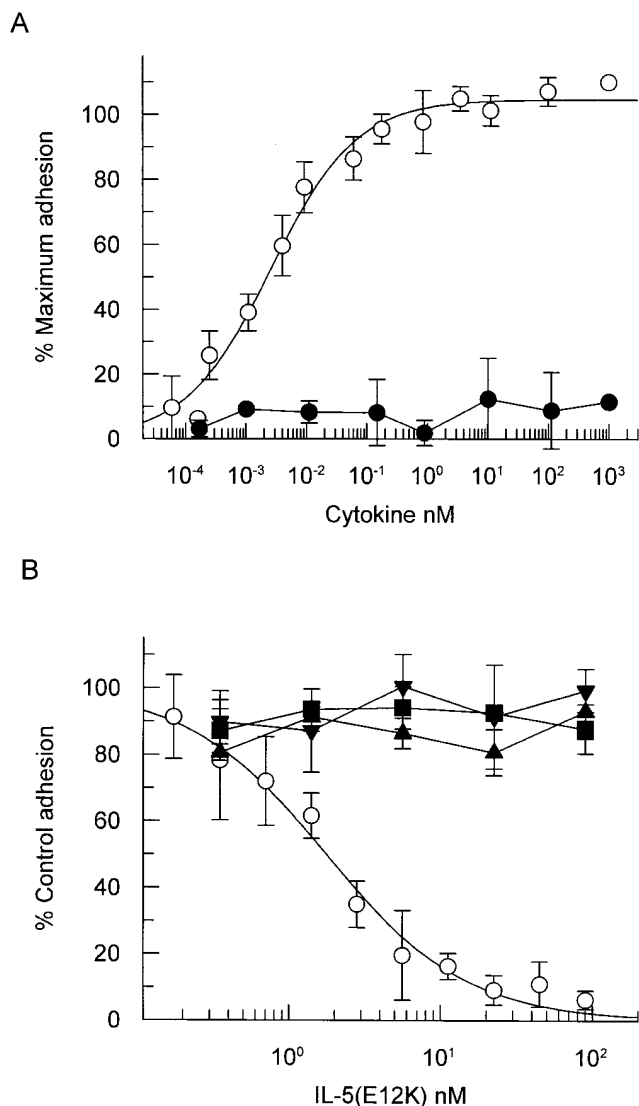 A
% Maximum adhesion
100
80
60
40
20
0
10⁻⁴ 10⁻³ 10⁻² 10⁻¹ 10⁰ 10¹ 10² 10³
Cytokine nM
B
% Control adhesion
100
80
60
40
20
0
10⁰ 10¹ 10²
IL-5(E12K) nM